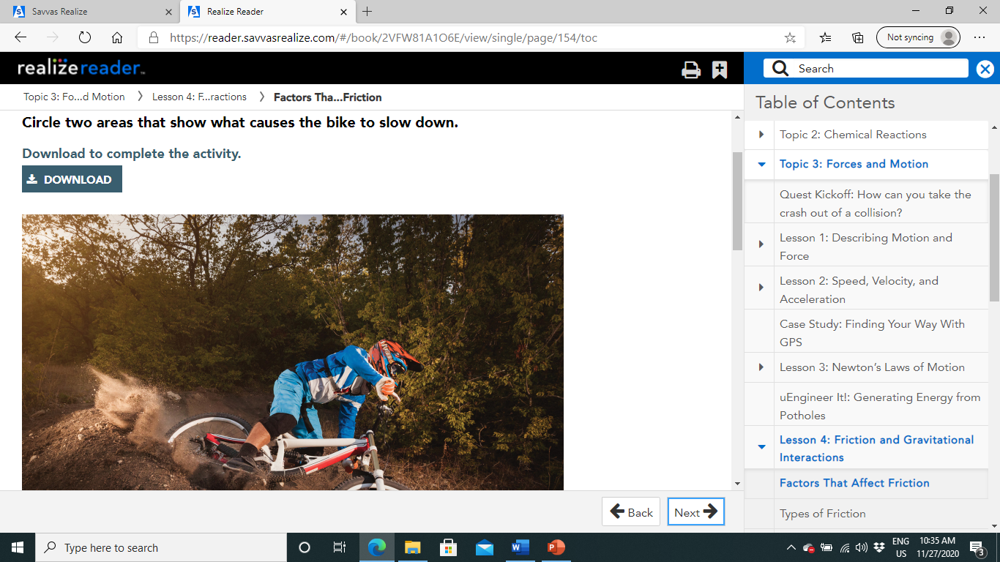 Savvas Realize
Realize Reader
https://reader.savvasrealize.com/#/book/2VFW81A1O6E/view/single/page/154/toc
Not syncing
realizereader™
Search
Topic 3: Fo...d Motion
Lesson 4: F...ractions
Factors Tha...Friction
Circle two areas that show what causes the bike to slow down.
Download to complete the activity.
DOWNLOAD
Back
Next
Table of Contents
Topic 2: Chemical Reactions
Topic 3: Forces and Motion
Quest Kickoff: How can you take the
crash out of a collision?
Lesson 1: Describing Motion and
Force
Lesson 2: Speed, Velocity, and
Acceleration
Case Study: Finding Your Way With
GPS
Lesson 3: Newton’s Laws of Motion
uEngineer It!: Generating Energy from
Potholes
Lesson 4: Friction and Gravitational
Interactions
Factors That Affect Friction
Types of Friction
Type here to search
ENG
US
10:35 AM
11/27/2020
3